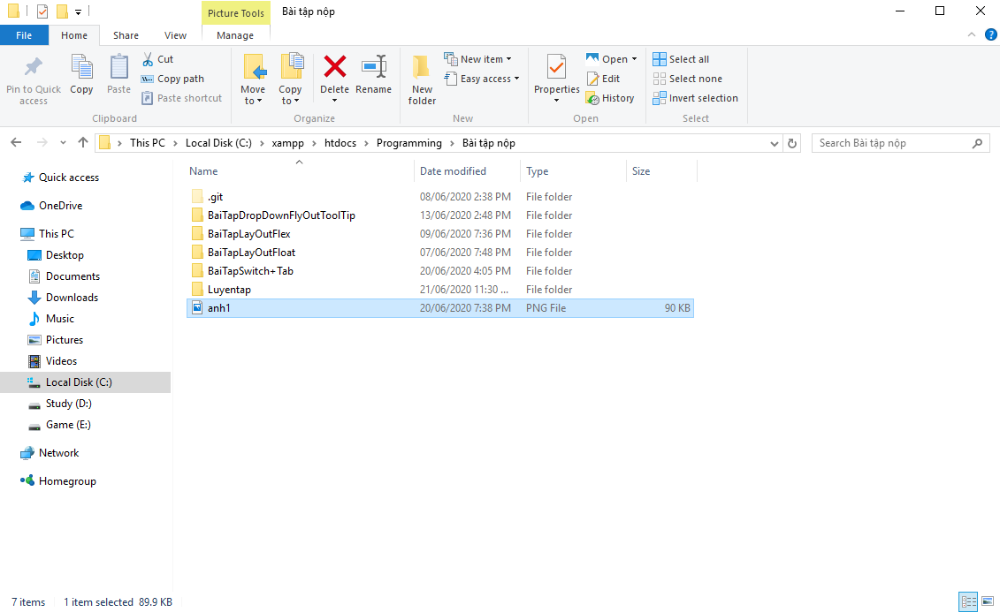 Picture Tools Bài tập nộp
File Home Share View Manage
Pin to Quick access
Copy
Paste
Cut
Copy path
Paste shortcut
Clipboard
Move to
Copy to
Delete
Rename
Organize
New folder
New item
Easy access
New
Properties
Open
Edit
History
Open
Select all
Select none
Invert selection
Select
This PC Local Disk (C:) xampp htdocs Programming Bài tập nộp
Search Bài tập nộp
Quick access
OneDrive
This PC
Desktop
Documents
Downloads
Music
Pictures
Videos
Local Disk (C:)
Study (D:)
Game (E:)
Network
Homegroup
Name Date modified Type Size
.git 08/06/2020 2:38 PM File folder
BaiTapDropDownFlyOutToolTip 13/06/2020 2:48 PM File folder
BaiTapLayOutFlex 09/06/2020 7:36 PM File folder
BaiTapLayOutFloat 07/06/2020 7:48 PM File folder
BaiTapSwitch+Tab 20/06/2020 4:05 PM File folder
Luyentap 21/06/2020 11:30 ... File folder
anh1 20/06/2020 7:38 PM PNG File 90 KB
7 items 1 item selected 89.9 KB